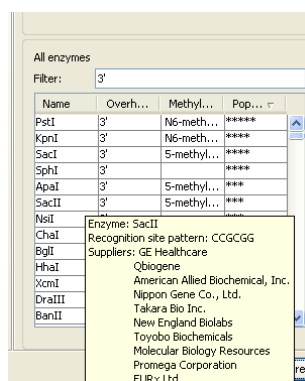 All enzymes
Filter: 3'
Name Overh... Methyl... Pop...
PstI 3' N6-meth... *****
KpnI 3' N6-meth... ****
SacI 3' 5-methyl... ****
SphI 3' ****
ApaI 3' 5-methyl... ***
SacII 3' 5-methyl... ***
NsiI
ChaI
BglI
HhaI
XcmI
DraIII
BanII
Enzyme: SacII
Recognition site pattern: CCGCGG
Suppliers: GE Healthcare
Qbiogene
American Allied Biochemical, Inc.
Nippon Gene Co., Ltd.
Takara Bio Inc.
New England Biolabs
Toyobo Biochemicals
Molecular Biology Resources
Promega Corporation
EURx Ltd.